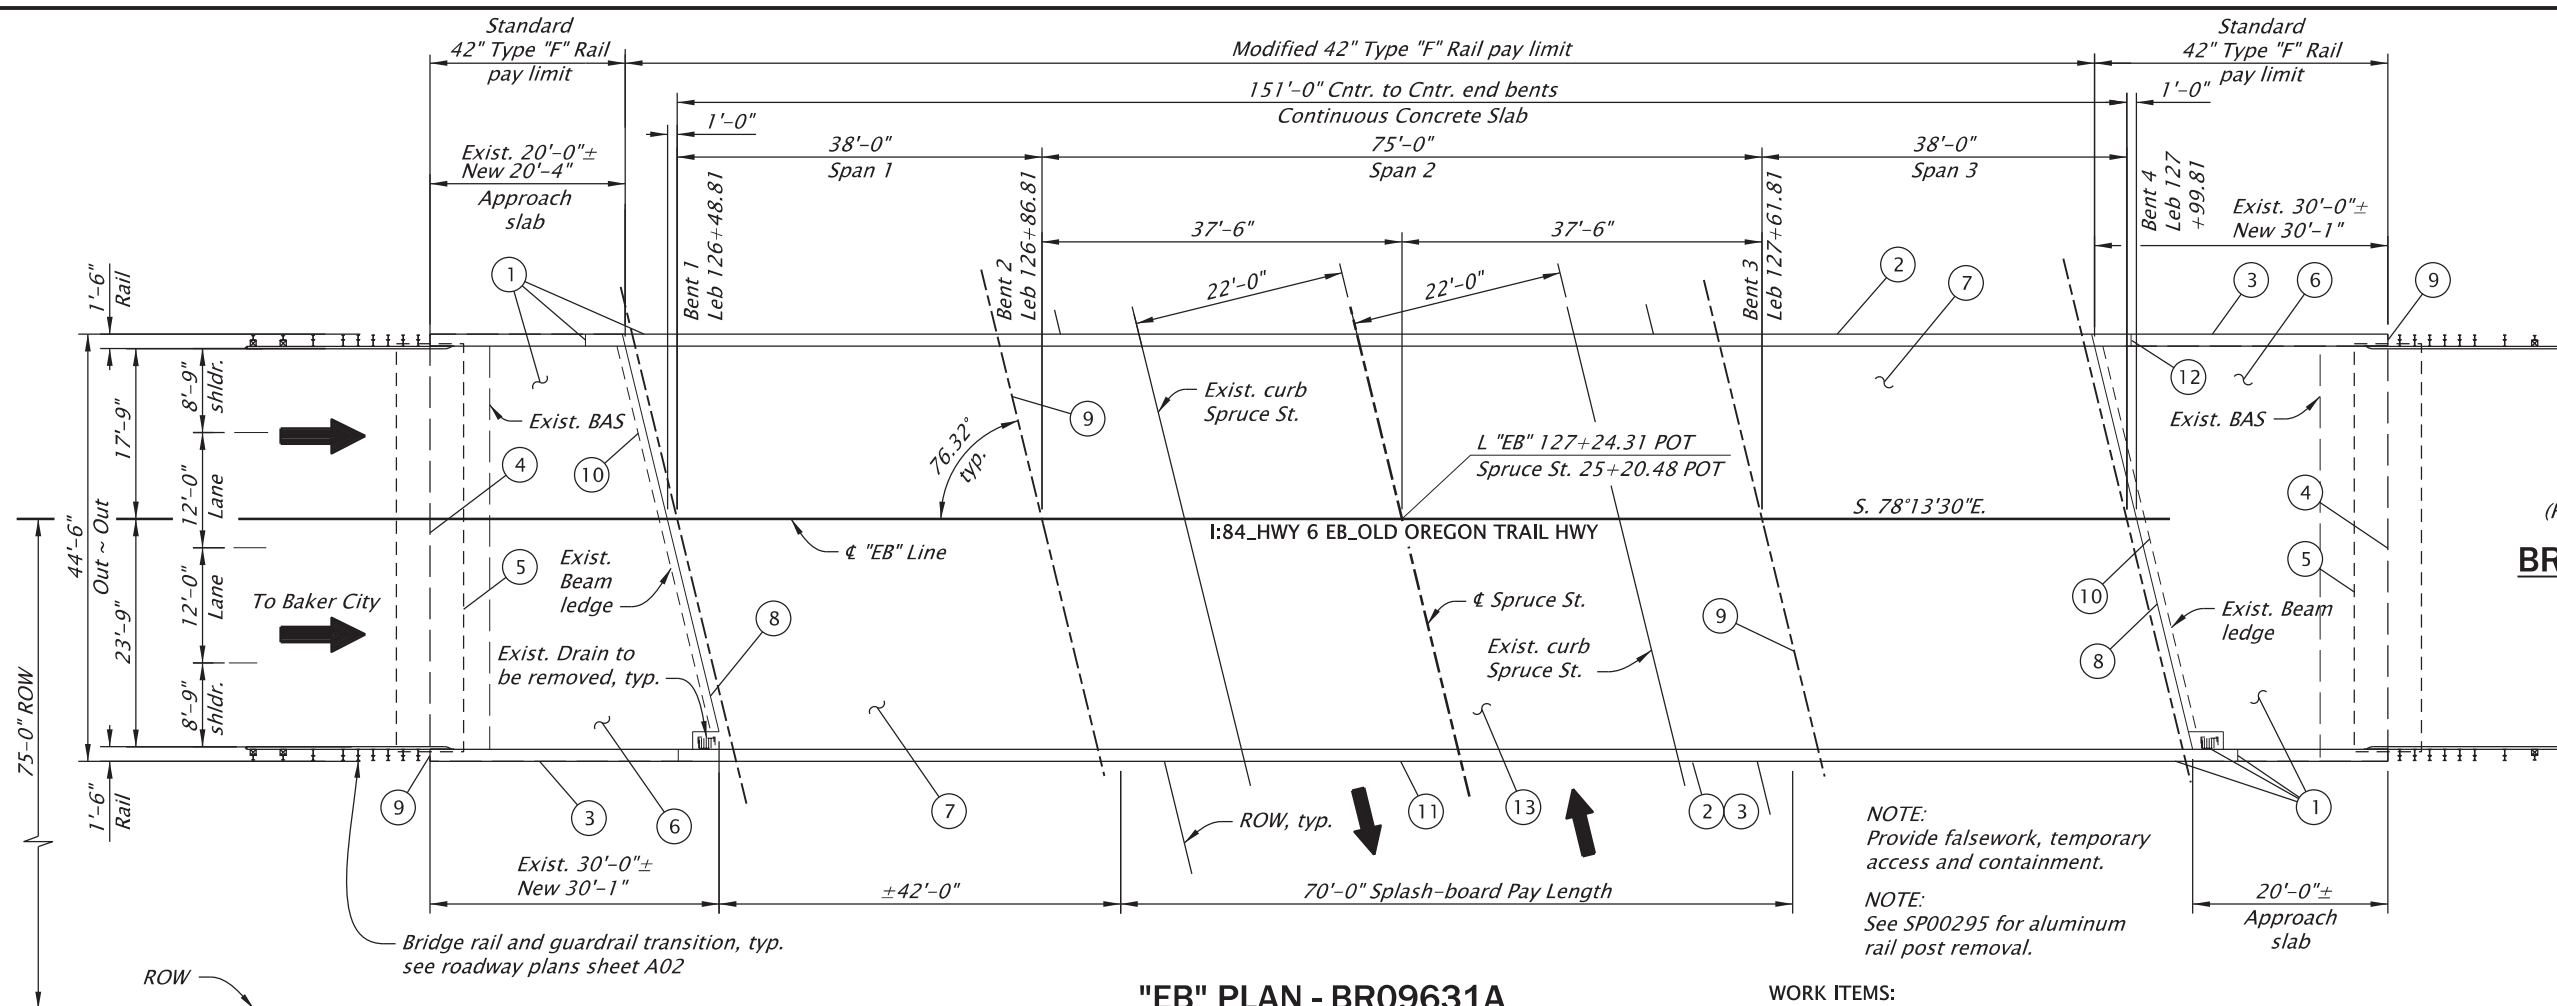 Standard
42" Type "F" Rail
pay limit
Modified 42" Type "F" Rail pay limit
Standard
42" Type "F" Rail
pay limit
151'-0" Cntr. to Cntr. end bents
Continuous Concrete Slab
1'-0"
1'-0"
Exist. 20'-0"±
New 20'-4"
Approach
slab
38'-0"
Span 1
75'-0"
Span 2
38'-0"
Span 3
Bent 1
Leb 126+48.81
Bent 2
Leb 126+86.81
Bent 3
Leb 127+61.81
Bent 4
Leb 127
+99.81
Exist. 30'-0"±
New 30'-1"
37'-6"
37'-6"
22'-0"
22'-0"
1
2
7
3
6
9
1'-6"
Rail
8'-9"
shldr.
17'-9"
12'-0"
Lane
44'-6"
Out ~ Out
12'-0"
Lane
23'-9"
8'-9"
shldr.
1'-6"
Rail
75'-0" ROW
Exist. BAS
10
4
5
76.32°
typ.
9
Exist. curb
Spruce St.
L "EB" 127+24.31 POT
Spruce St. 25+20.48 POT
12
Exist. BAS
4
S. 78°13'30"E.
I:84_HWY 6 EB_OLD OREGON TRAIL HWY
℄ "EB" Line
(F
BR
5
To Baker City
Exist.
Beam
ledge
8
℄ Spruce St.
9
Exist. curb
Spruce St.
10
Exist. Beam
ledge
8
Exist. Drain to
be removed, typ.
9
3
6
7
ROW, typ.
11
13
2
3
1
NOTE:
Provide falsework, temporary
access and containment.
Exist. 30'-0"±
New 30'-1"
±42'-0"
70'-0" Splash-board Pay Length
NOTE:
See SP00295 for aluminum
rail post removal.
20'-0"±
Approach
slab
Bridge rail and guardrail transition, typ.
see roadway plans sheet A02
ROW
"EB" PLAN - BR09631A
WORK ITEMS: